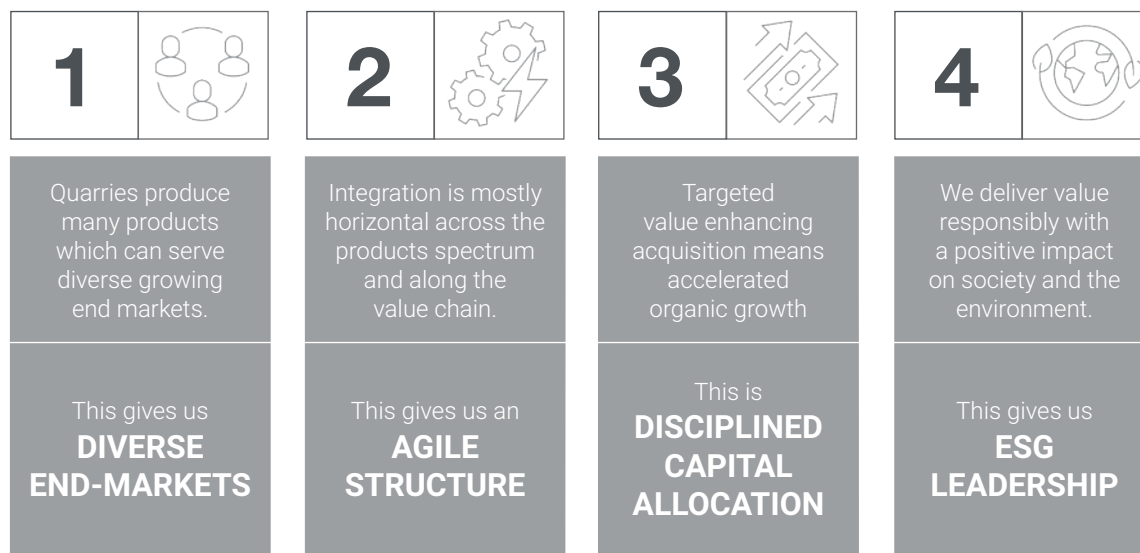 1
Quarries produce
many products
which can serve
diverse growing
end markets.
This gives us
DIVERSE
END-MARKETS
2
Integration is mostly
horizontal across the
products spectrum
and along the
value chain.
This gives us an
AGILE
STRUCTURE
3
Targeted
value enhancing
acquisition means
accelerated
organic growth
This is
DISCIPLINED
CAPITAL
ALLOCATION
4
We deliver value
responsibly with
a positive impact
on society and the
environment.
This gives us
ESG
LEADERSHIP